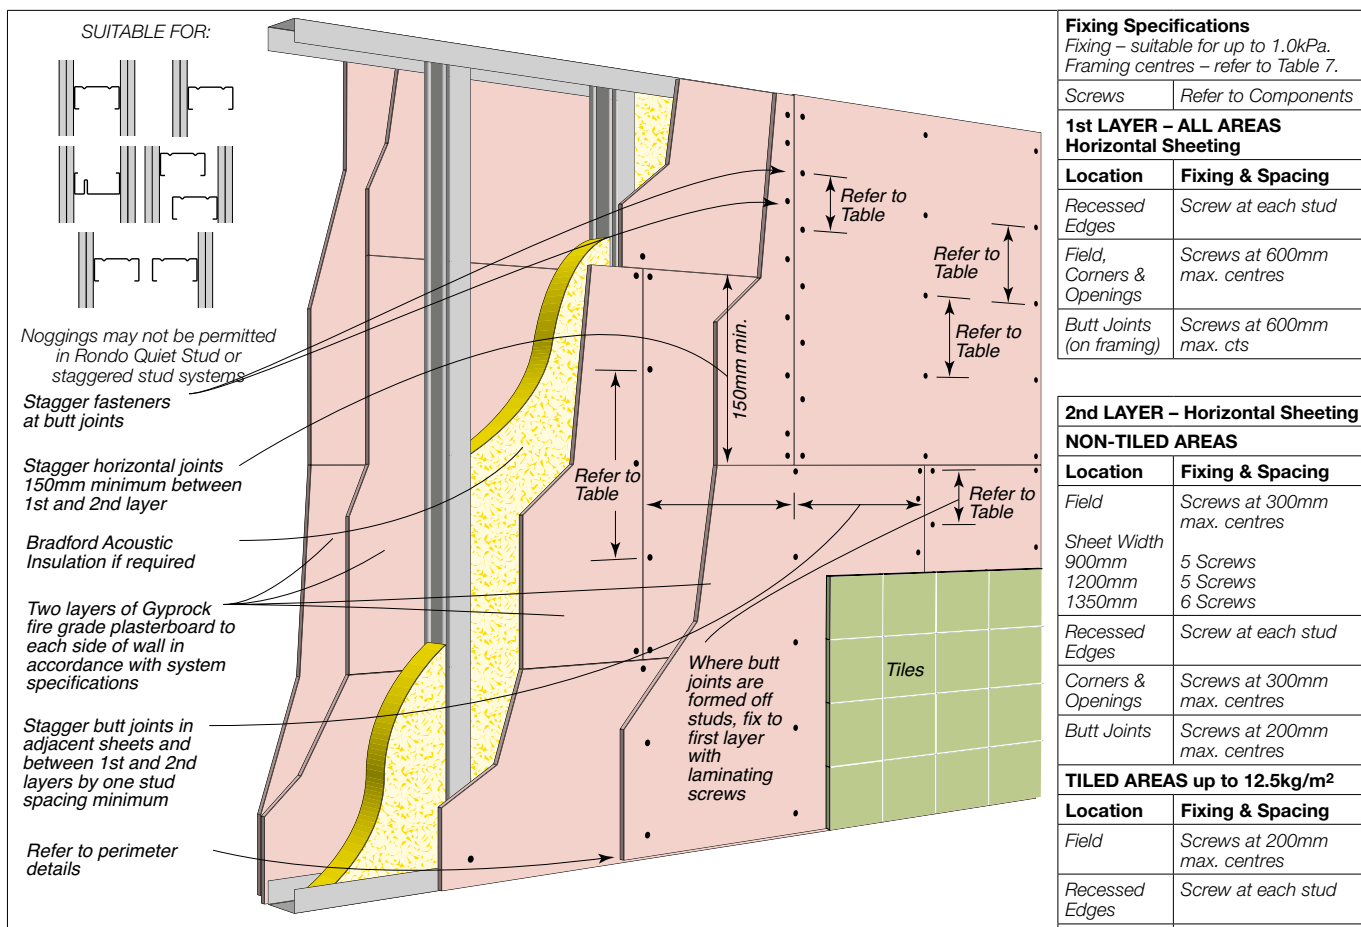 SUITABLE FOR:
Noggings may not be permitted
in Rondo Quiet Stud or
staggered stud systems
Stagger fasteners
at butt joints
Stagger horizontal joints
150mm minimum between
1st and 2nd layer
Bradford Acoustic
Insulation if required
Two layers of Gyprock
fire grade plasterboard to
each side of wall in
accordance with system
specifications
Stagger butt joints in
adjacent sheets and
between 1st and 2nd
layers by one stud
spacing minimum
Refer to perimeter
details
Refer to
Table
Refer to
Table
Refer to
Table
150mm min.
Refer to
Table
Refer to
Table
Where butt
joints are
formed off
studs, fix to
first layer
with
laminating
screws
Tiles
Fixing Specifications
Fixing – suitable for up to 1.0kPa.
Framing centres – refer to Table 7.
Screws Refer to Components
1st LAYER – ALL AREAS
Horizontal Sheeting
Location Fixing & Spacing
Recessed Screw at each stud
Edges
Field, Screws at 600mm
Corners & max. centres
Openings
Butt Joints Screws at 600mm
(on framing) max. cts
2nd LAYER – Horizontal Sheeting
NON-TILED AREAS
Location Fixing & Spacing
Field Screws at 300mm
max. centres
Sheet Width
900mm 5 Screws
1200mm 5 Screws
1350mm 6 Screws
Recessed Screw at each stud
Edges
Corners & Screws at 300mm
Openings max. centres
Butt Joints Screws at 200mm
max. centres
TILED AREAS up to 12.5kg/m²
Location Fixing & Spacing
Field Screws at 200mm
max. centres
Recessed Screw at each stud
Edges